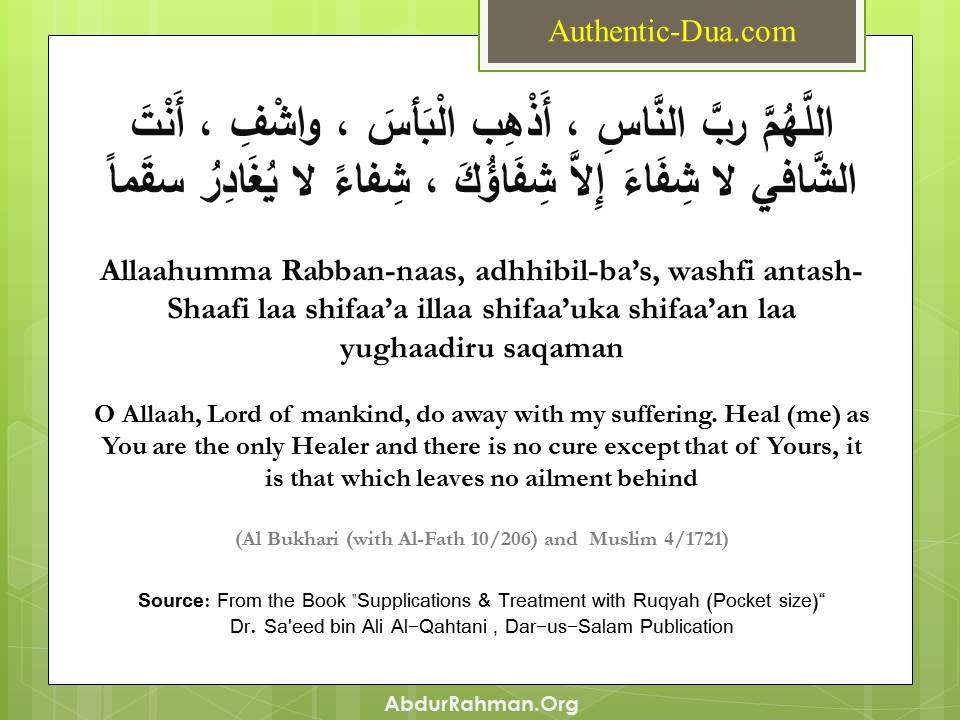 Authentic-Dua.com
اللَّهُمَّ ربَّ النَّاسِ ، أَذْهِب الْبَأسَ ، واشْفِ ، أَنْتَ
الشَّافي لا شِفَاءَ إِلاَّ شِفَاؤُكَ ، شِفاءً لا يُغَادِرُ سقَماً
Allaahumma Rabban-naas, adhhibil-ba’s, washfi antash-
Shaafi laa shifaa’a illaa shifaa’uka shifaa’an laa
yughaadiru saqaman
O Allaah, Lord of mankind, do away with my suffering. Heal (me) as
You are the only Healer and there is no cure except that of Yours, it
is that which leaves no ailment behind
(Al Bukhari (with Al-Fath 10/206) and Muslim 4/1721)
Source: From the Book "Supplications & Treatment with Ruqyah (Pocket size)“
Dr. Sa'eed bin Ali Al-Qahtani , Dar-us-Salam Publication
AbdurRahman.Org